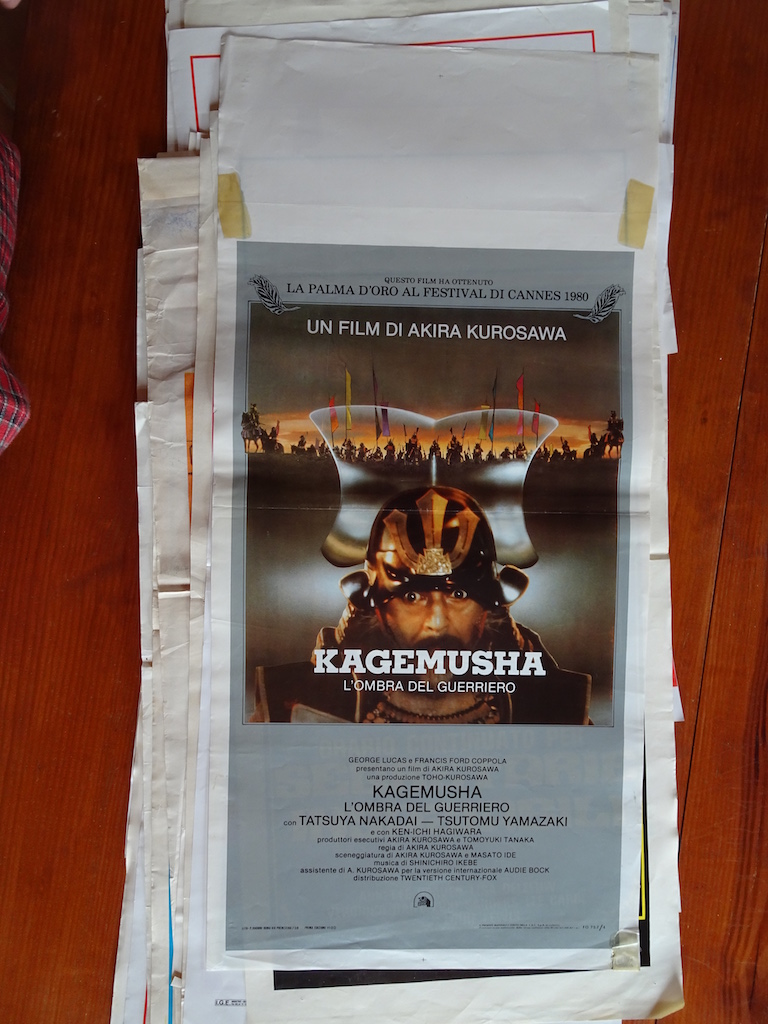 QUESTO FILM HA OTTENUTO
LA PALMA D'ORO AL FESTIVAL DI CANNES 1980
UN FILM DI AKIRA KUROSAWA
KAGEMUSHA
L'OMBRA DEL GUERRIERO
GEORGE LUCAS e FRANCIS FORD COPPOLA
presentano un film di AKIRA KUROSAWA
una produzione TOHO-KUROSAWA
KAGEMUSHA
L'OMBRA DEL GUERRIERO
con TATSUYA NAKADAI — TSUTOMU YAMAZAKI
e con KEN-ICHI HAGIWARA
produttori esecutivi AKIRA KUROSAWA e TOMOYUKI TANAKA
regia di AKIRA KUROSAWA
sceneggiatura di AKIRA KUROSAWA e MASATO IDE
musica di SHINICHIRO IKEBE
assistente di A. KUROSAWA per la versione internazionale AUDIE BOCK
distribuzione TWENTIETH CENTURY-FOX
I.G.E.